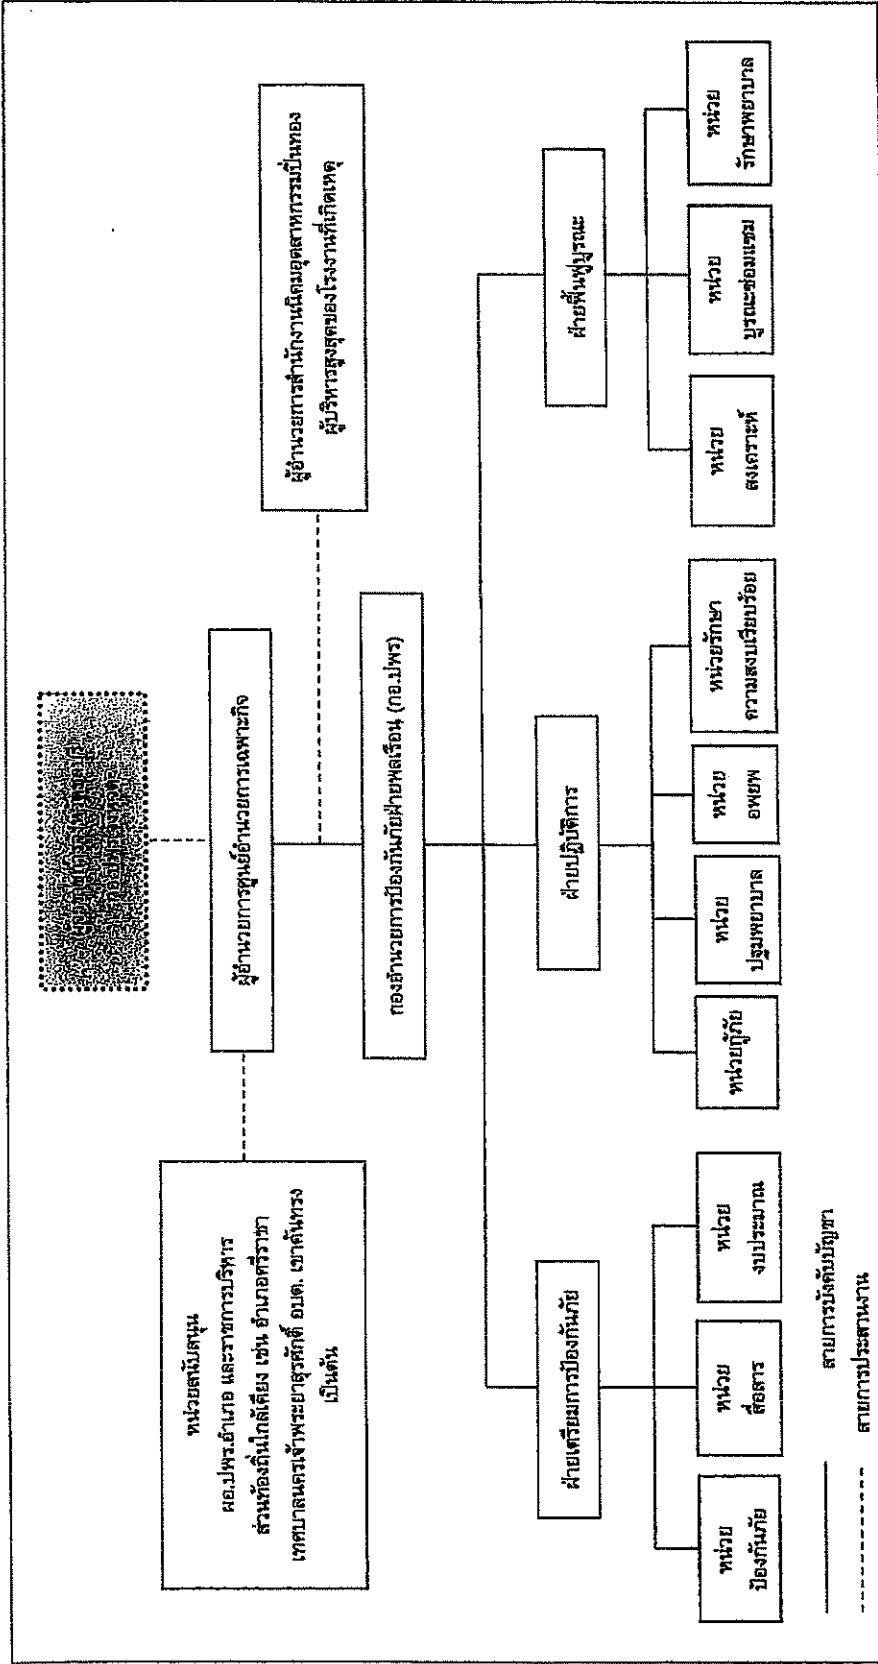 ผู้อำนวยการศูนย์อำนวยการเฉพาะกิจ
หน่วยสนับสนุน
ผอ.ปพร.อำเภอ และราชการบริหาร
ส่วนท้องถิ่นใกล้เคียง เช่น อำเภอศรีราชา
เทศบาลนครเจ้าพระยาสุรศักดิ์ อบต. เขาคันทรง
เป็นต้น
ผู้อำนวยการสำนักงานนิคมอุตสาหกรรมปิ่นทอง
ผู้บริหารสูงสุดของโรงงานที่เกิดเหตุ
กองอำนวยการป้องกันภัยฝ่ายพลเรือน (กอ.ปพร)
ฝ่ายเตรียมการป้องกันภัย
ฝ่ายปฏิบัติการ
ฝ่ายฟื้นฟูบูรณะ
หน่วย
ป้องกันภัย
หน่วย
สื่อสาร
หน่วย
งบประมาณ
หน่วยกู้ภัย
หน่วย
ปฐมพยาบาล
หน่วย
อพยพ
หน่วยรักษา
ความสงบเรียบร้อย
หน่วย
สงเคราะห์
หน่วย
บูรณะซ่อมแซม
หน่วย
รักษาพยาบาล
สายการบังคับบัญชา
สายการประสานงาน